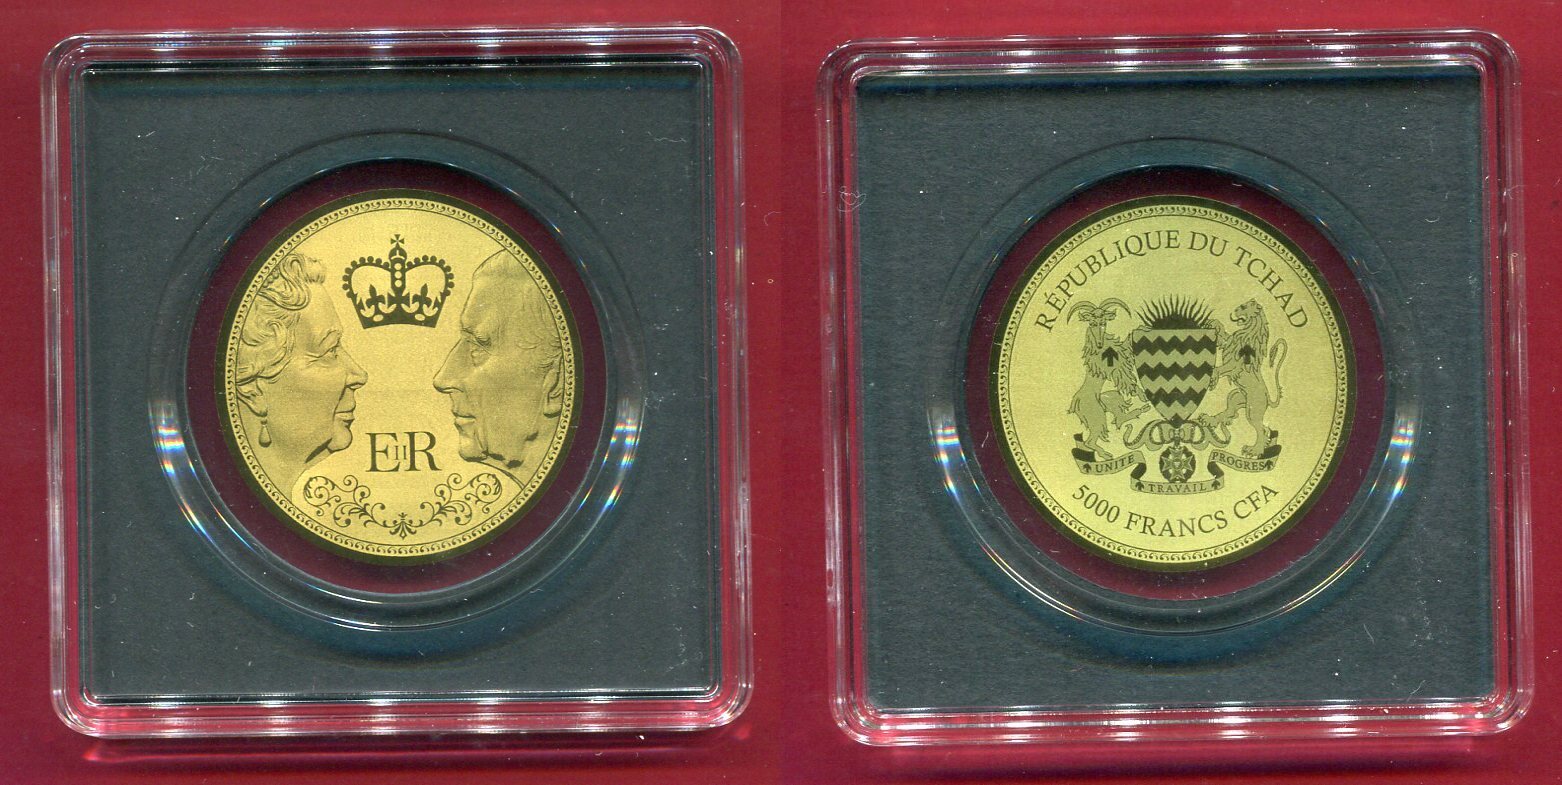 EIIR
RÉPUBLIQUE DU TCHAD
UNITE
PROGRES
TRAVAIL
5000 FRANCS CFA